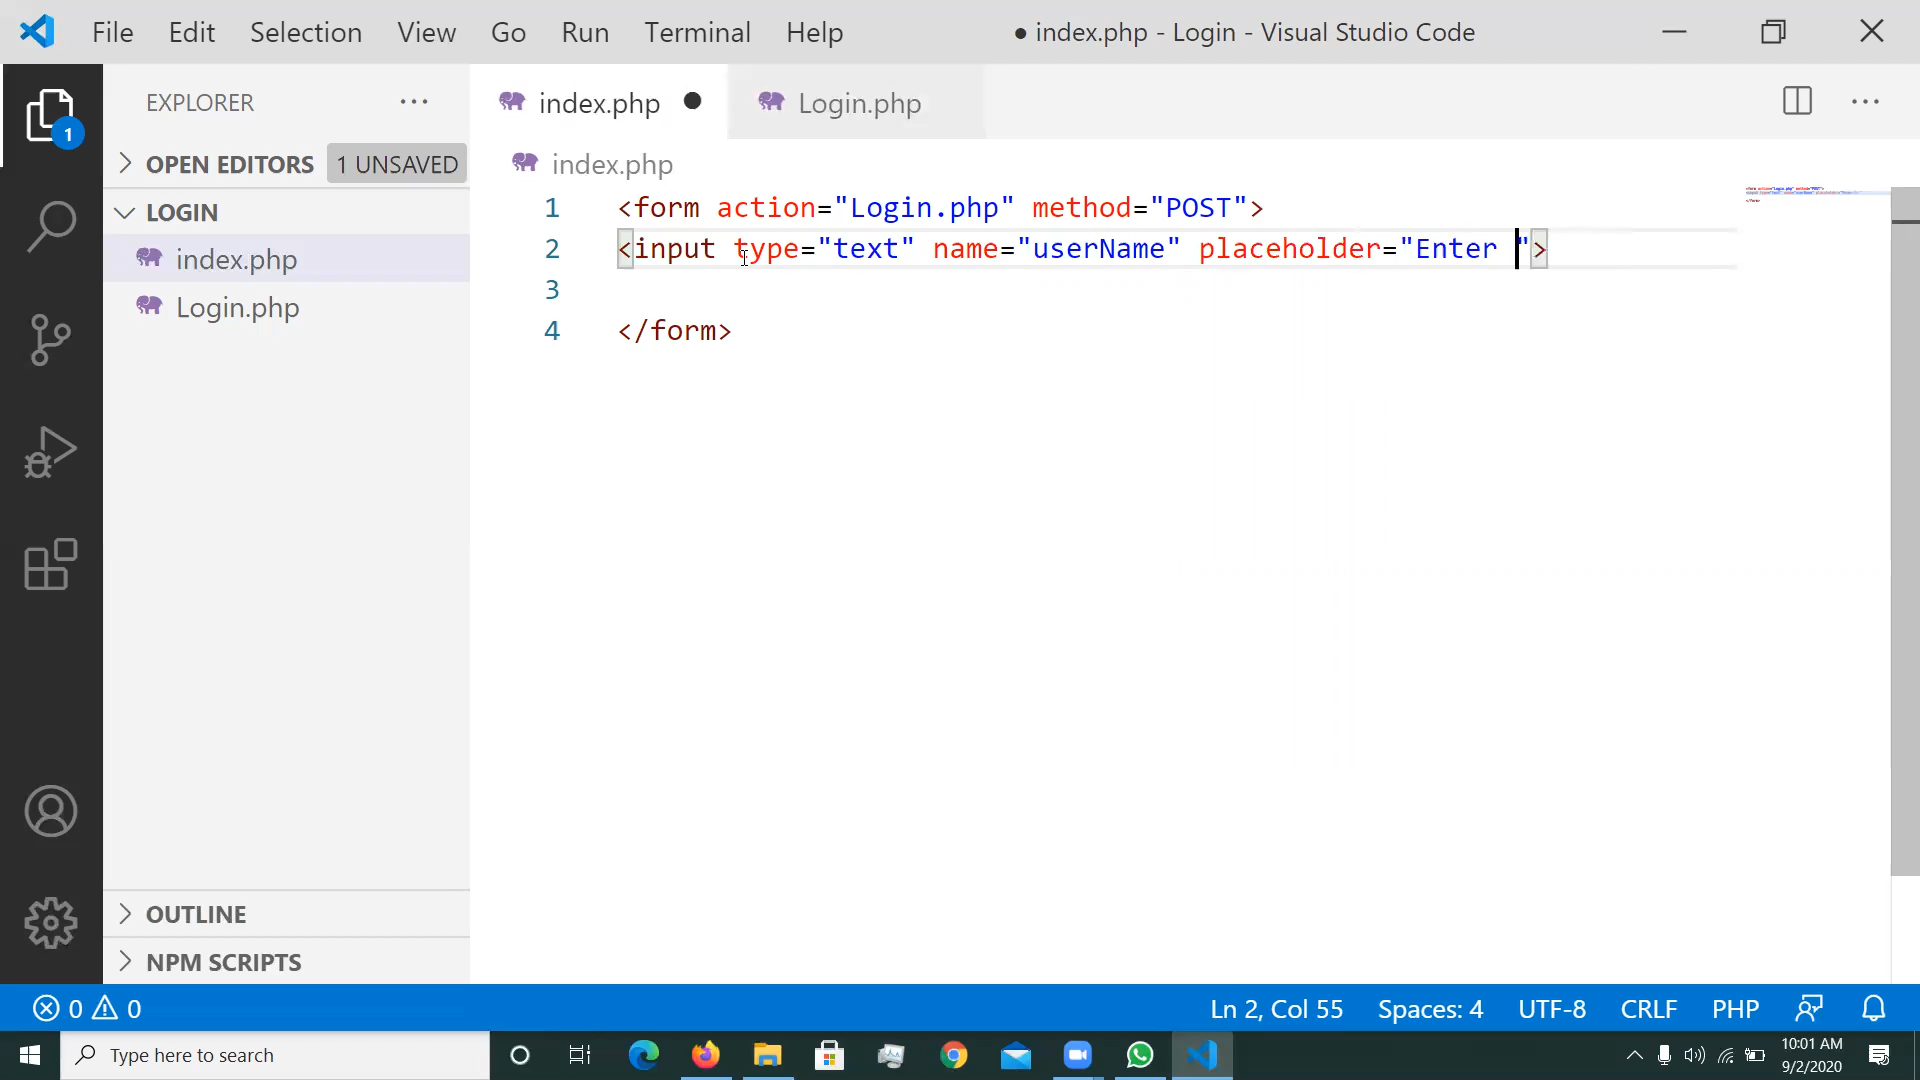 File Edit Selection View Go Run Terminal Help ● index.php - Login - Visual Studio Code
EXPLORER
index.php ● Login.php
1
OPEN EDITORS 1 UNSAVED
index.php
LOGIN
index.php
Login.php
1 <form action="Login.php" method="POST">
2 <input type="text" name="userName" placeholder="Enter ">
3
4 </form>
OUTLINE
NPM SCRIPTS
0 0 Ln 2, Col 55 Spaces: 4 UTF-8 CRLF PHP
Type here to search
10:01 AM
9/2/2020